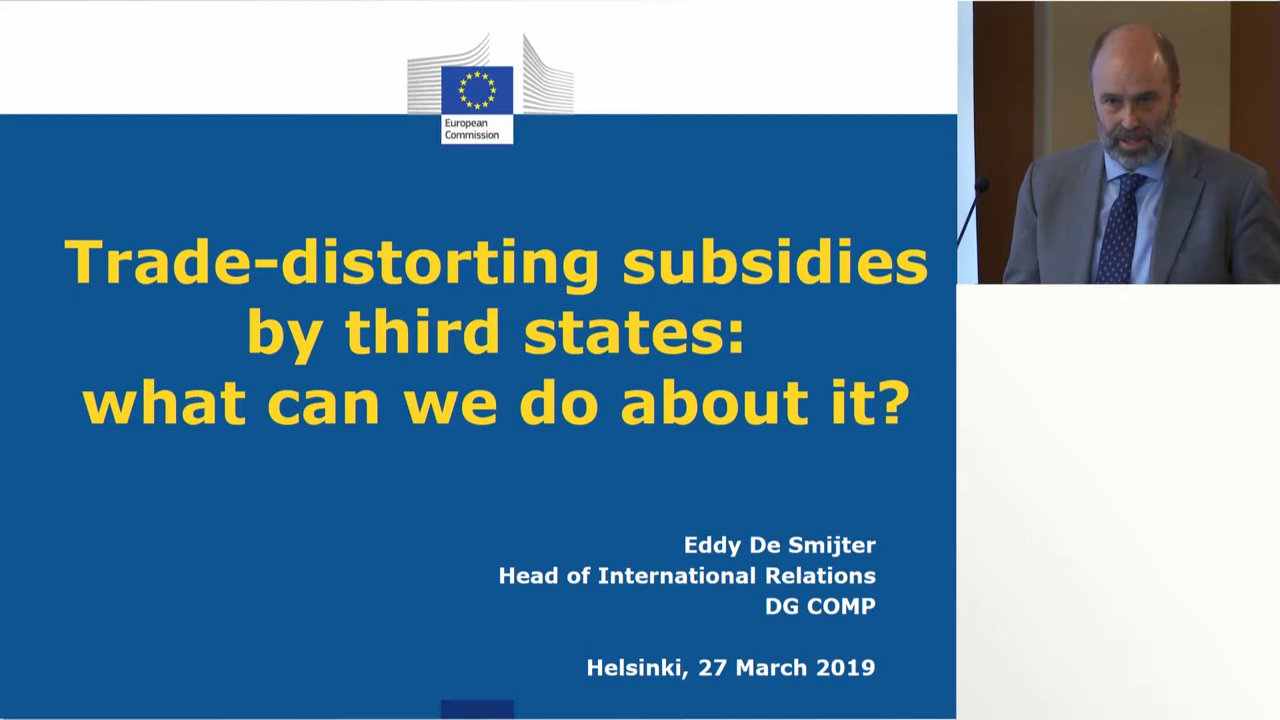 European
Commission
Trade-distorting subsidies
by third states:
what can we do about it?
Eddy De Smijter
Head of International Relations
DG COMP
Helsinki, 27 March 2019